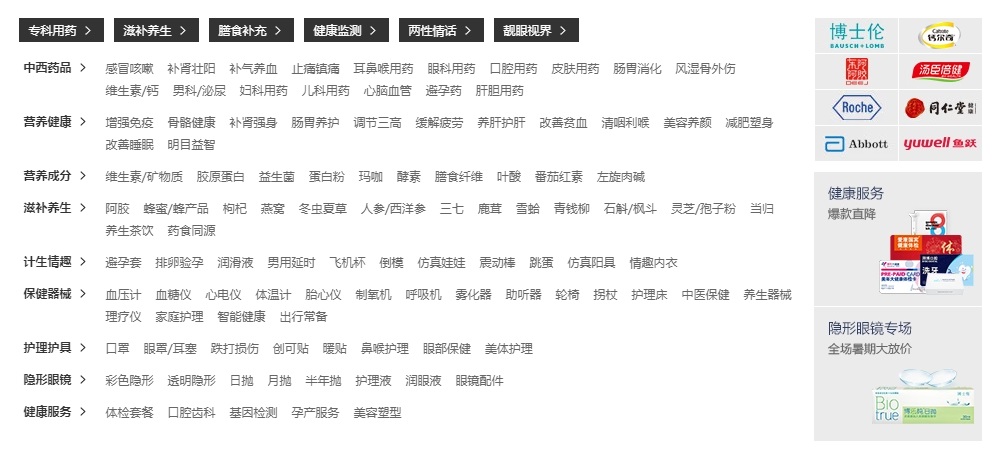 专科用药 滋补养生 膳食补充 健康监测 两性情话 靓眼视界
中西药品 感冒咳嗽 补肾壮阳 补气养血 止痛镇痛 耳鼻喉用药 眼科用药 口腔用药 皮肤用药 肠胃消化 风湿骨外伤
维生素/钙 男科/泌尿 妇科用药 儿科用药 心脑血管 避孕药 肝胆用药
营养健康 增强免疫 骨骼健康 补肾强身 肠胃养护 调节三高 缓解疲劳 养肝护肝 改善贫血 清咽利喉 美容养颜 减肥塑身
改善睡眠 明目益智
营养成分 维生素/矿物质 胶原蛋白 益生菌 蛋白粉 玛咖 酵素 膳食纤维 叶酸 番茄红素 左旋肉碱
滋补养生 阿胶 蜂蜜/蜂产品 枸杞 燕窝 冬虫夏草 人参/西洋参 三七 鹿茸 雪蛤 青钱柳 石斛/枫斗 灵芝/孢子粉 当归
养生茶饮 药食同源
计生情趣 避孕套 排卵验孕 润滑液 男用延时 飞机杯 倒模 仿真娃娃 震动棒 跳蛋 仿真阳具 情趣内衣
保健器械 血压计 血糖仪 心电仪 体温计 胎心仪 制氧机 呼吸机 雾化器 助听器 轮椅 拐杖 护理床 中医保健 养生器械
理疗仪 家庭护理 智能健康 出行常备
护理护具 口罩 眼罩/耳塞 跌打损伤 创可贴 暖贴 鼻喉护理 眼部保健 美体护理
隐形眼镜 彩色隐形 透明隐形 日抛 月抛 半年抛 护理液 润眼液 眼镜配件
健康服务 体检套餐 口腔齿科 基因检测 孕产服务 美容塑型
博士伦
BAUSCH+LOMB
Caltrate
钙尔奇
东阿阿胶
DEEJ
汤臣倍健
Roche
同仁堂 健康
Abbott
yuwell 鱼跃
健康服务
爆款直降
休
PRE-PAID CARD
洗牙
隐形眼镜专场
全场暑期大放价
Bio
true